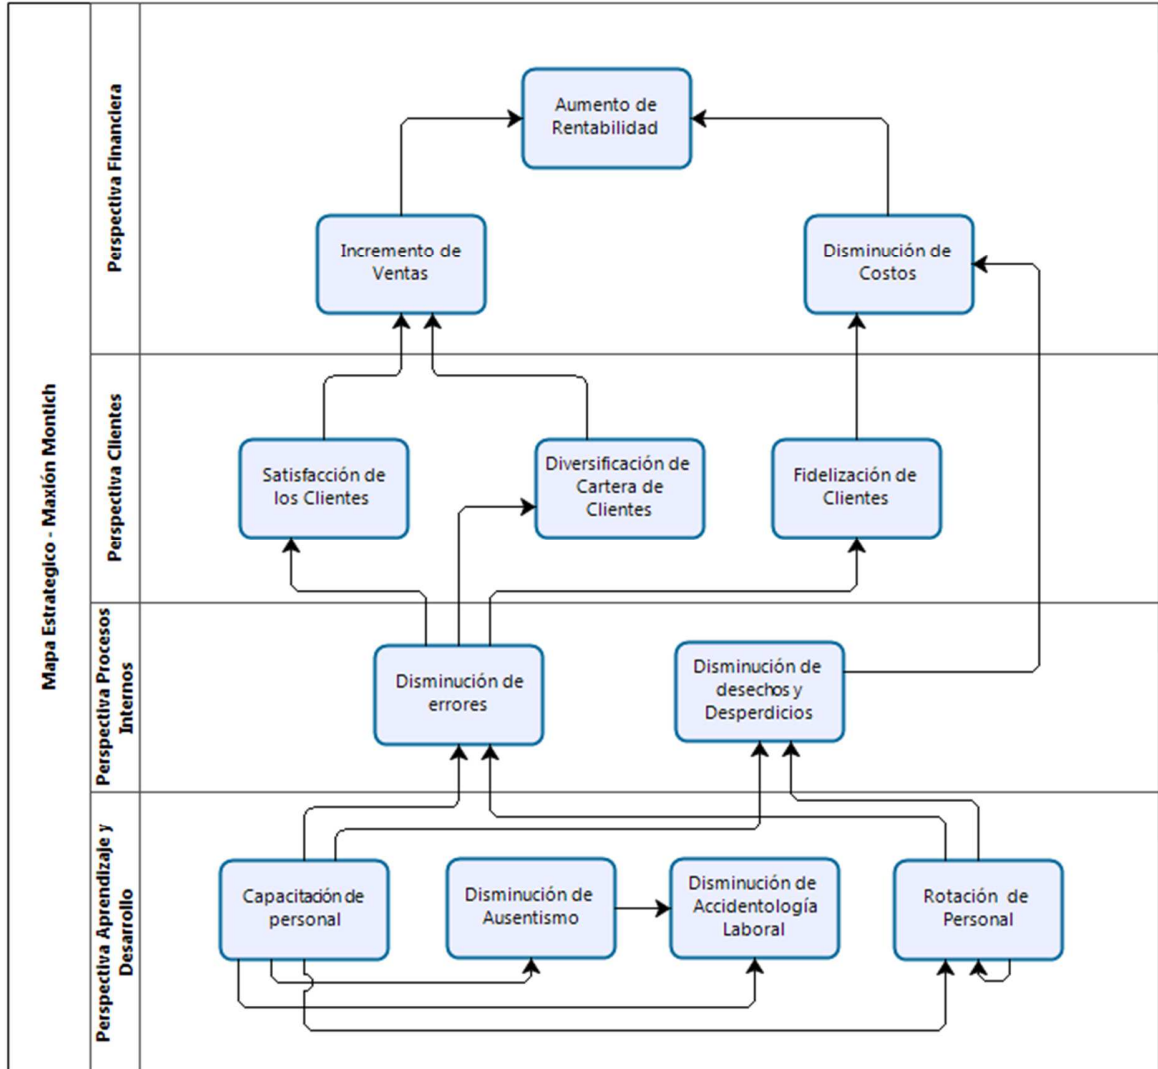 Mapa Estrategico - Maxión Montich
Perspectiva Financiera
Aumento de
Rentabilidad
Incremento de
Ventas
Disminución de
Costos
Perspectiva Clientes
Satisfacción de
los Clientes
Diversificación de
Cartera de
Clientes
Fidelización de
Clientes
Perspectiva Procesos
Internos
Disminución de
errores
Disminución de
desechos y
Desperdicios
Perspectiva Aprendizaje y
Desarrollo
Capacitación de
personal
Disminución de
Ausentismo
Disminución de
Accidentología
Laboral
Rotación de
Personal